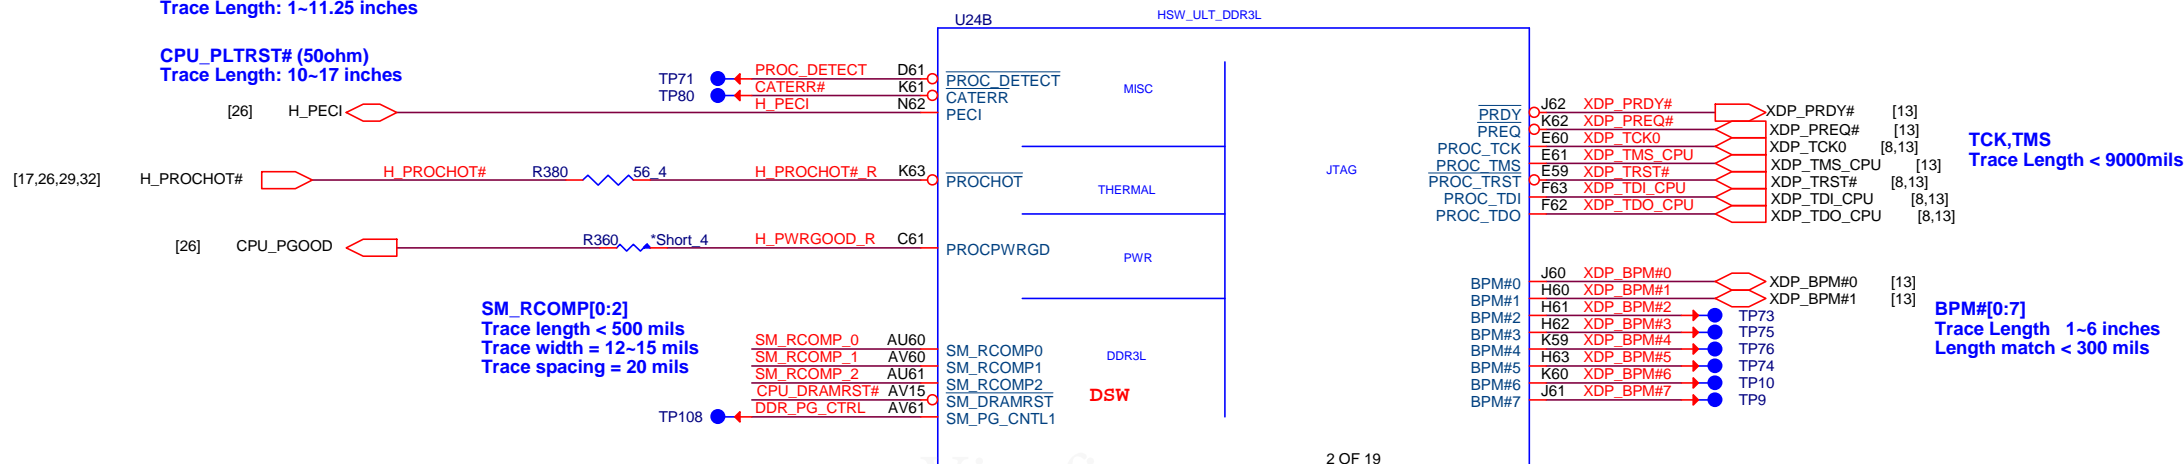 Trace Length: 1~11.25 inches
U24B
HSW_ULT_DDR3L
CPU_PLTRST# (50ohm)
Trace Length: 10~17 inches
TP71 PROC_DETECT D61 PROC_DETECT
TP80 CATERR# K61 CATERR
[26] H_PECI H_PECI N62 PECI
MISC
[17,26,29,32] H_PROCHOT# H_PROCHOT# R380 56_4 H_PROCHOT#_R K63 PROCHOT
THERMAL
[26] CPU_PGOOD R360 *Short_4 H_PWRGOOD_R C61 PROCPWRGD
PWR
SM_RCOMP[0:2]
Trace length < 500 mils
Trace width = 12~15 mils
Trace spacing = 20 mils
SM_RCOMP_0 AU60 SM_RCOMP0
SM_RCOMP_1 AV60 SM_RCOMP1
SM_RCOMP_2 AU61 SM_RCOMP2
CPU_DRAMRST# AV15 SM_DRAMRST
TP108 DDR_PG_CTRL AV61 SM_PG_CNTL1
DDR3L
DSW
JTAG
PRDY J62 XDP_PRDY# XDP_PRDY# [13]
PREQ K62 XDP_PREQ# XDP_PREQ# [13]
PROC_TCK E60 XDP_TCK0 XDP_TCK0 [8,13]
PROC_TMS E61 XDP_TMS_CPU XDP_TMS_CPU [13]
PROC_TRST E59 XDP_TRST# XDP_TRST# [8,13]
PROC_TDI F63 XDP_TDI_CPU XDP_TDI_CPU [8,13]
PROC_TDO F62 XDP_TDO_CPU XDP_TDO_CPU [8,13]
TCK,TMS
Trace Length < 9000mils
BPM#0 J60 XDP_BPM#0 XDP_BPM#0 [13]
BPM#1 H60 XDP_BPM#1 XDP_BPM#1 [13]
BPM#2 H61 XDP_BPM#2 TP73
BPM#3 H62 XDP_BPM#3 TP75
BPM#4 K59 XDP_BPM#4 TP76
BPM#5 H63 XDP_BPM#5 TP74
BPM#6 K60 XDP_BPM#6 TP10
BPM#7 J61 XDP_BPM#7 TP9
BPM#[0:7]
Trace Length 1~6 inches
Length match < 300 mils
2 OF 19